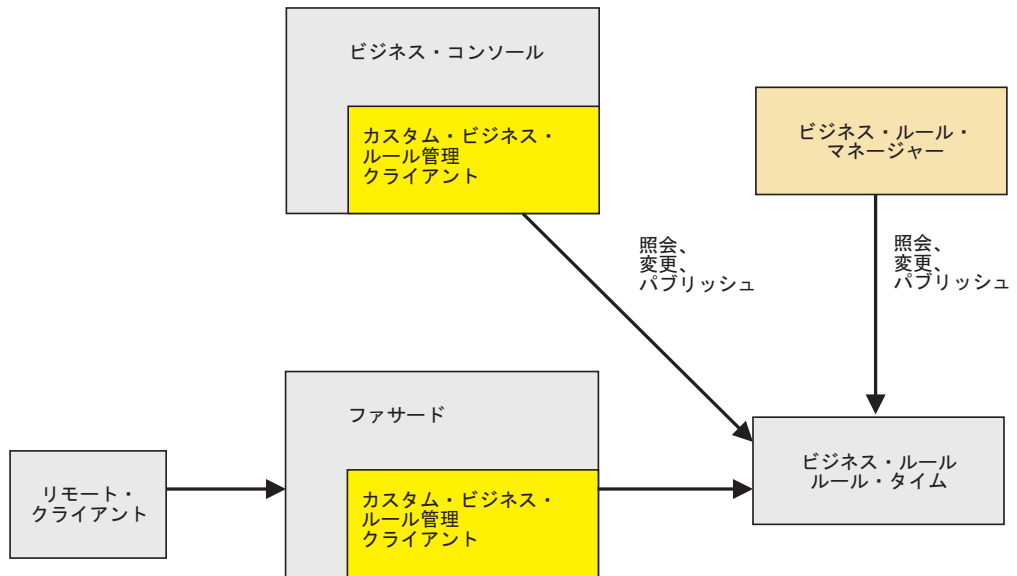 ビジネス・コンソール
カスタム・ビジネス・
ルール管理
クライアント
ビジネス・ルール・
マネージャー
照会、
変更、
パブリッシュ
照会、
変更、
パブリッシュ
ファサード
カスタム・ビジネス・
ルール管理
クライアント
リモート・
クライアント
ビジネス・ルール
ルール・タイム